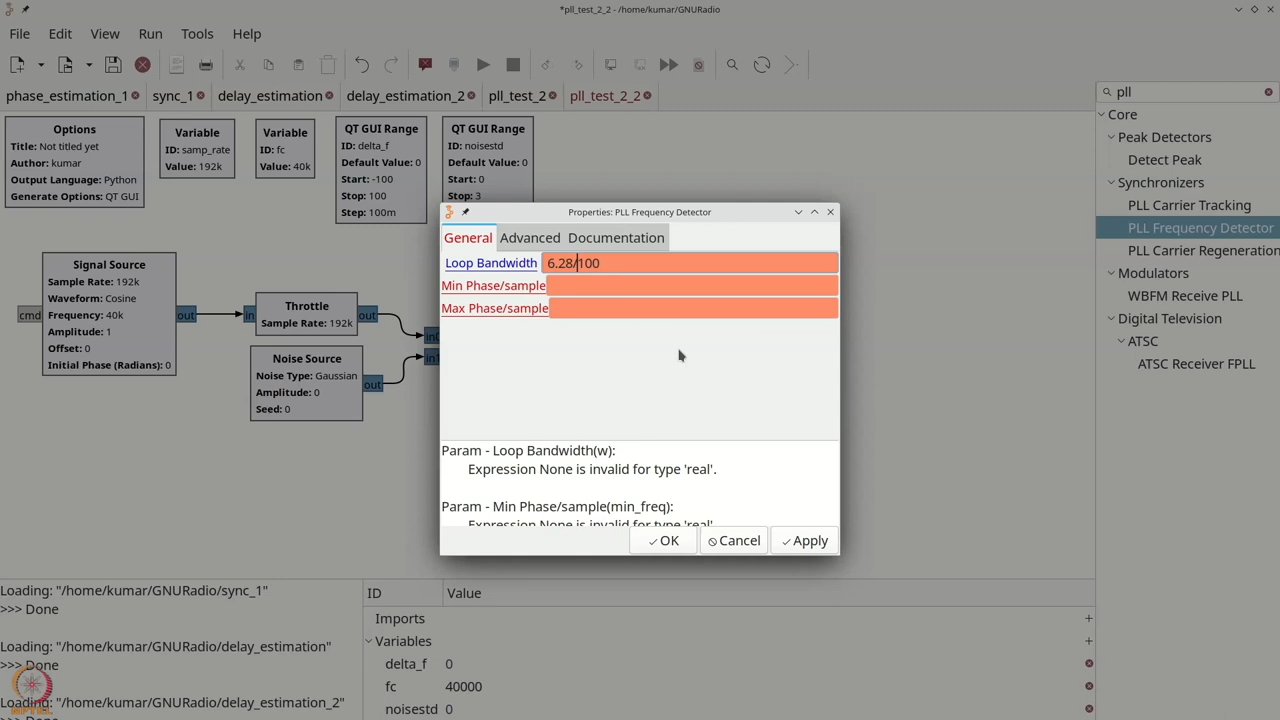 *pll_test_2_2 - /home/kumar/GNURadio
File Edit View Run Tools Help
phase_estimation_1 sync_1 delay_estimation delay_estimation_2 pll_test_2 pll_test_2_2
pll
Options
Title: Not titled yet
Author: kumar
Output Language: Python
Generate Options: QT GUI
Variable
ID: samp_rate
Value: 192k
Variable
ID: fc
Value: 40k
QT GUI Range
ID: delta_f
Default Value: 0
Start: -100
Stop: 100
Step: 100m
QT GUI Range
ID: noisestd
Default Value: 0
Start: 0
Stop: 3
Signal Source
Sample Rate: 192k
Waveform: Cosine
Frequency: 40k
Amplitude: 1
Offset: 0
Initial Phase (Radians): 0
cmd
out
in
Throttle
Sample Rate: 192k
out
Noise Source
Noise Type: Gaussian
Amplitude: 0
Seed: 0
out
Properties: PLL Frequency Detector
General Advanced Documentation
Loop Bandwidth 6.28/100
Min Phase/sample
Max Phase/sample
Param - Loop Bandwidth(w):
Expression None is invalid for type 'real'.
Param - Min Phase/sample(min_freq):
Expression None is invalid for type 'real'
OK Cancel Apply
Core
Peak Detectors
Detect Peak
Synchronizers
PLL Carrier Tracking
PLL Frequency Detector
PLL Carrier Regeneration
Modulators
WBFM Receive PLL
Digital Television
ATSC
ATSC Receiver FPLL
Loading: "/home/kumar/GNURadio/sync_1"
>>> Done
Loading: "/home/kumar/GNURadio/delay_estimation"
>>> Done
Loading: "/home/kumar/GNURadio/delay_estimation_2"
>>> Done
ID Value
Imports
Variables
delta_f 0
fc 40000
noisestd 0
NPTEL